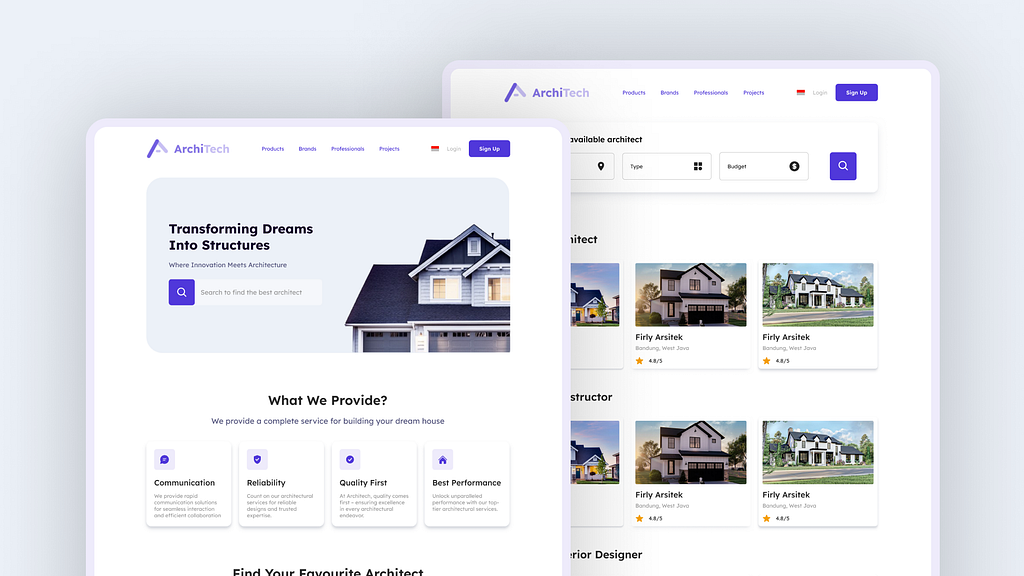 ArchiTech
Products
Brands
Professionals
Projects
Login
Sign Up
Transforming Dreams
Into Structures
Where Innovation Meets Architecture
Search to find the best architect
What We Provide?
We provide a complete service for building your dream house
Communication
We provide rapid
communication solutions
for seamless interaction
and efficient collaboration
Reliability
Count on our architectural
services for reliable
designs and trusted
expertise.
Quality First
At Architect, quality comes
first – ensuring excellence
in every architectural
endeavor.
Best Performance
Unlock unparalleled
performance with our top-
tier architectural services.
Find Your Favourite Architect
ArchiTech
Products
Brands
Professionals
Projects
Login
Sign Up
available architect
Type
Budget
Firly Arsitek
Bandung, West Java
4.8/5
Firly Arsitek
Bandung, West Java
4.8/5
Firly Arsitek
Bandung, West Java
4.8/5
Firly Arsitek
Bandung, West Java
4.8/5
Designer